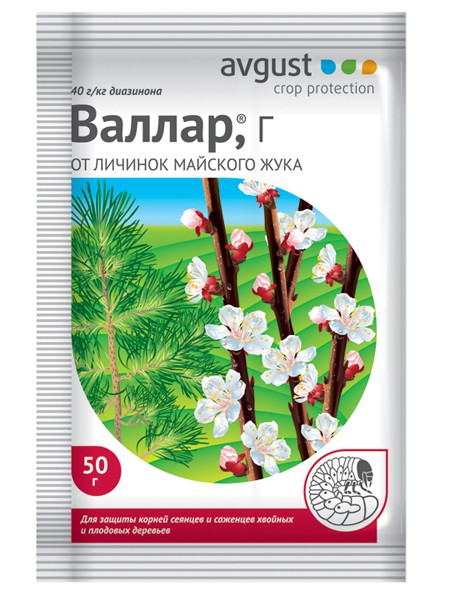 avgust
crop protection
40 г/кг диазинона
Валлар,® Г
ОТ ЛИЧИНОК МАЙСКОГО ЖУКА
50
г
Для защиты корней сеянцев и саженцев хвойных
и плодовых деревьев